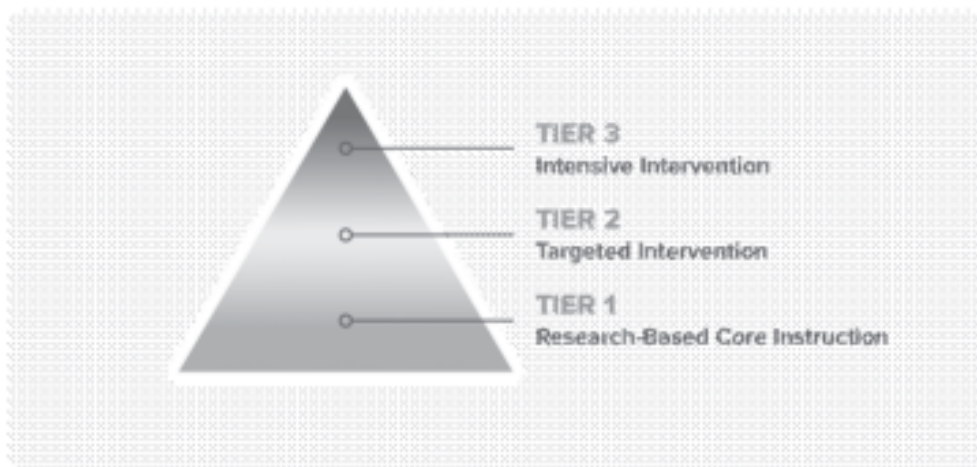 TIER 3
Intensive Intervention
TIER 2
Targeted Intervention
TIER 1
Research-Based Core Instruction